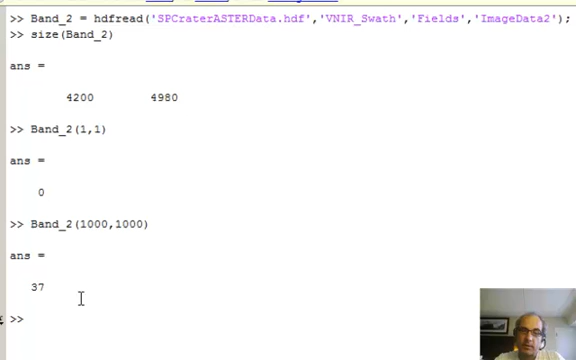 >> Band_2 = hdfread('SPCraterASTERData.hdf','VNIR_Swath','Fields','ImageData2');
>> size(Band_2)
ans =
4200 4980
>> Band_2(1,1)
ans =
0
>> Band_2(1000,1000)
ans =
37
>>